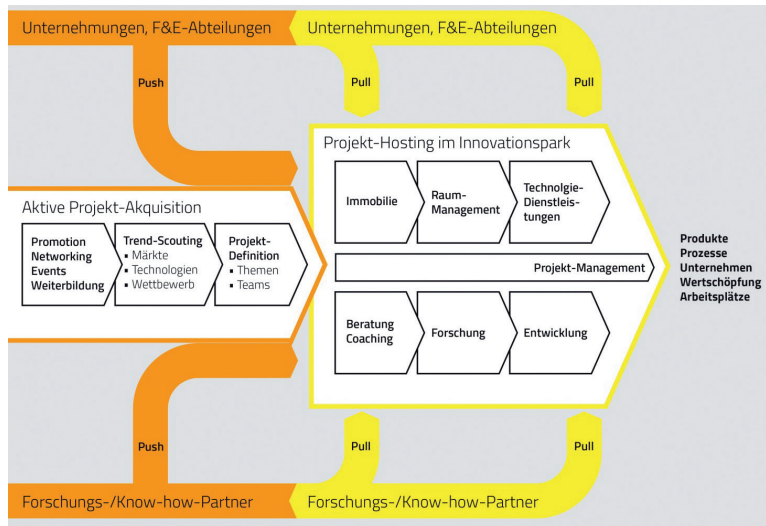 Unternehmungen, F&E-Abteilungen
Unternehmungen, F&E-Abteilungen
Push
Pull
Pull
Projekt-Hosting im Innovationspark
Immobilie
Raum-
Management
Technolgie-
Dienstleis-
tungen
Aktive Projekt-Akquisition
Promotion
Networking
Events
Weiterbildung
Trend-Scouting
▪ Märkte
▪ Technologien
▪ Wettbewerb
Projekt-
Definition
▪ Themen
▪ Teams
Projekt-Management
Produkte
Prozesse
Unternehmen
Wertschöpfung
Arbeitsplätze
Beratung
Coaching
Forschung
Entwicklung
Push
Pull
Pull
Forschungs-/Know-how-Partner
Forschungs-/Know-how-Partner